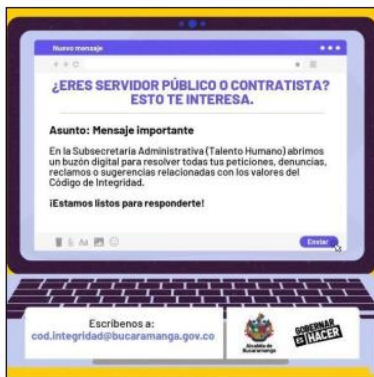 Nuevo mensaje
¿ERES SERVIDOR PÚBLICO O CONTRATISTA?
ESTO TE INTERESA.
Asunto: Mensaje importante
En la Subsecretaría Administrativa (Talento Humano) abrimos
un buzón digital para resolver todas tus peticiones, denuncias,
reclamos o sugerencias relacionadas con los valores del
Código de Integridad.
¡Estamos listos para responderte!
Enviar
Escríbenos a:
cod.integridad@bucaramanga.gov.co
Alcaldía de
Bucaramanga
GOBERNAR
ES HACER